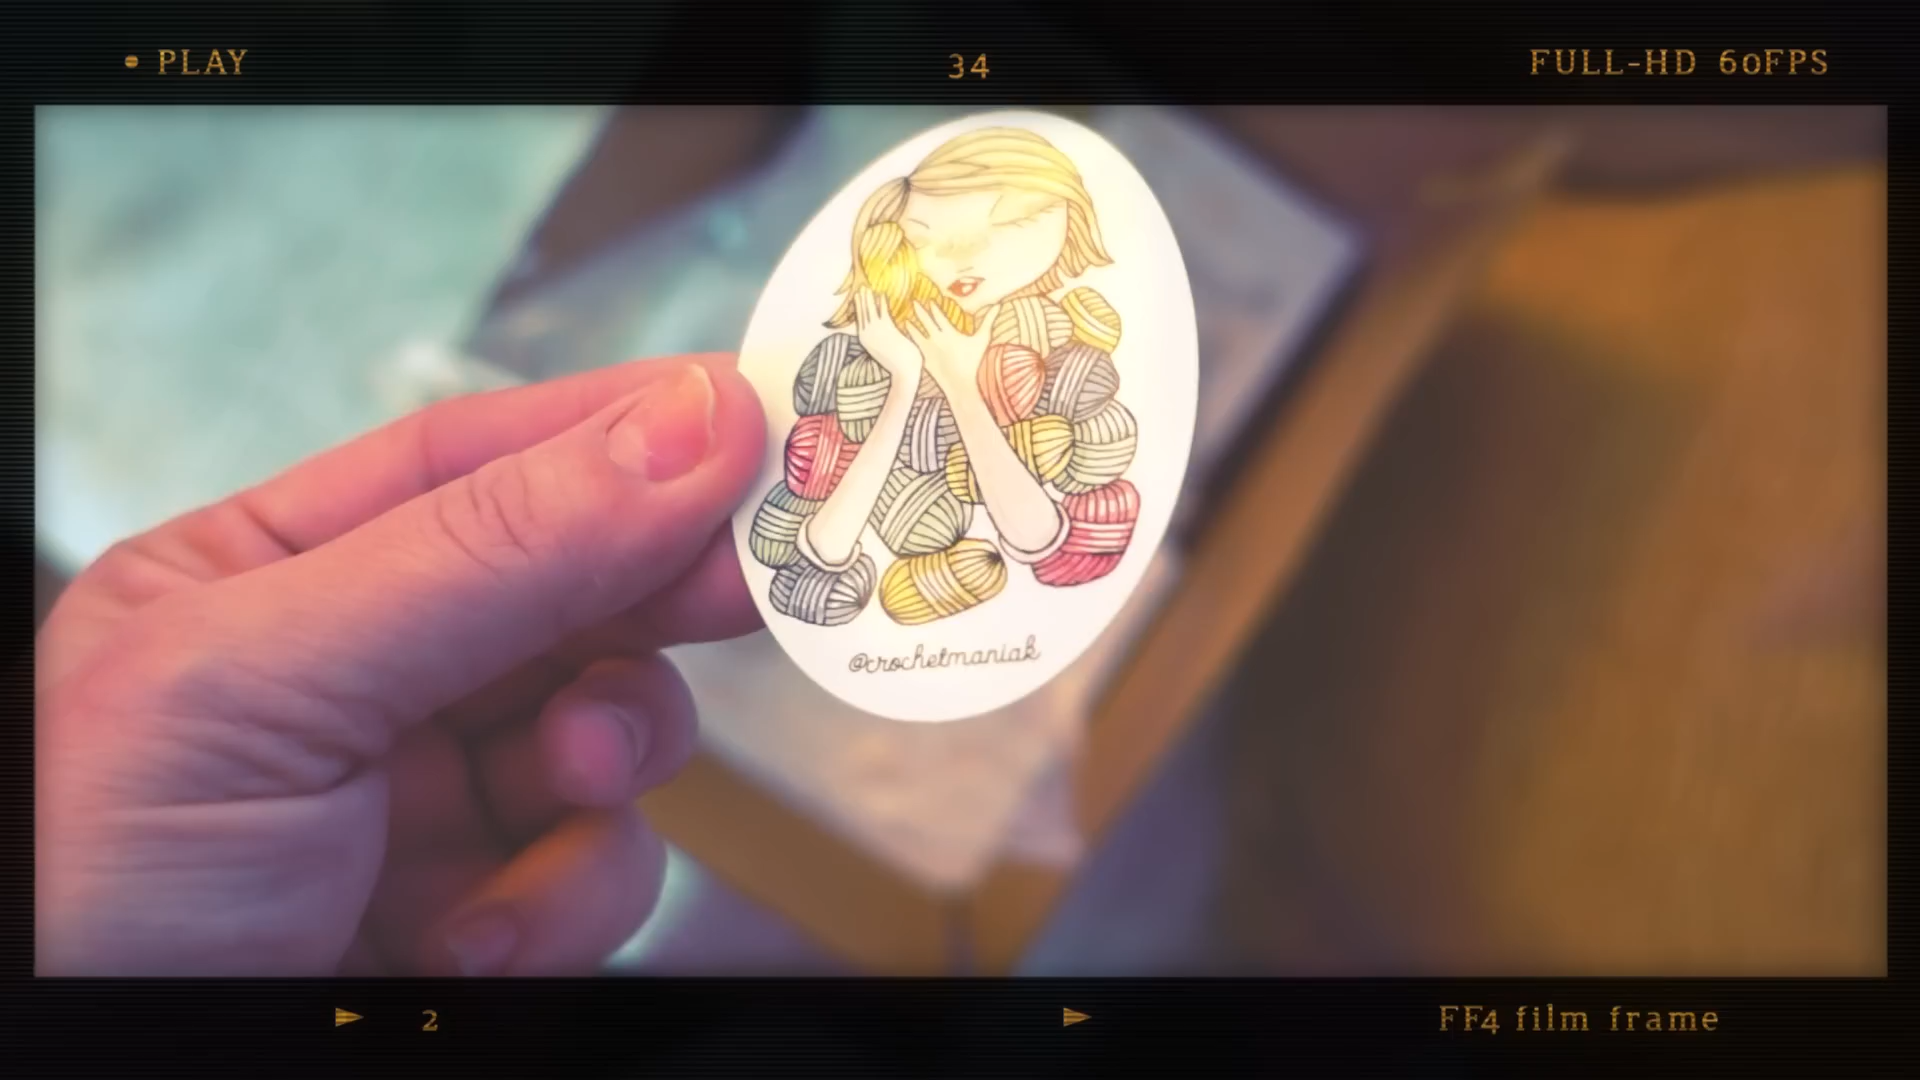 • PLAY
34
FULL-HD 60FPS
@crochetmaniak
2
FF4 film frame